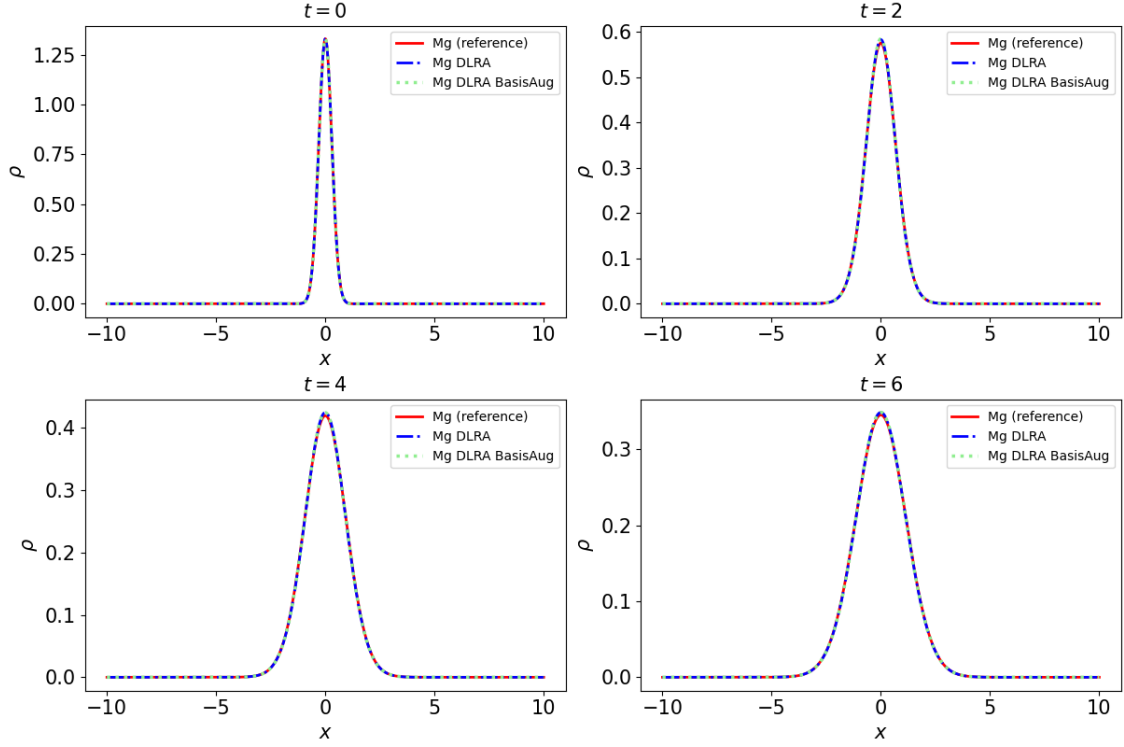 t = 0
1.25
1.00
0.75
0.50
0.25
0.00
ρ
−10 −5 0 5 10
x
Mg (reference)
Mg DLRA
Mg DLRA BasisAug
t = 2
0.6
0.5
0.4
0.3
0.2
0.1
0.0
ρ
−10 −5 0 5 10
x
Mg (reference)
Mg DLRA
Mg DLRA BasisAug
t = 4
0.4
0.3
0.2
0.1
0.0
ρ
−10 −5 0 5 10
x
Mg (reference)
Mg DLRA
Mg DLRA BasisAug
t = 6
0.3
0.2
0.1
0.0
ρ
−10 −5 0 5 10
x
Mg (reference)
Mg DLRA
Mg DLRA BasisAug